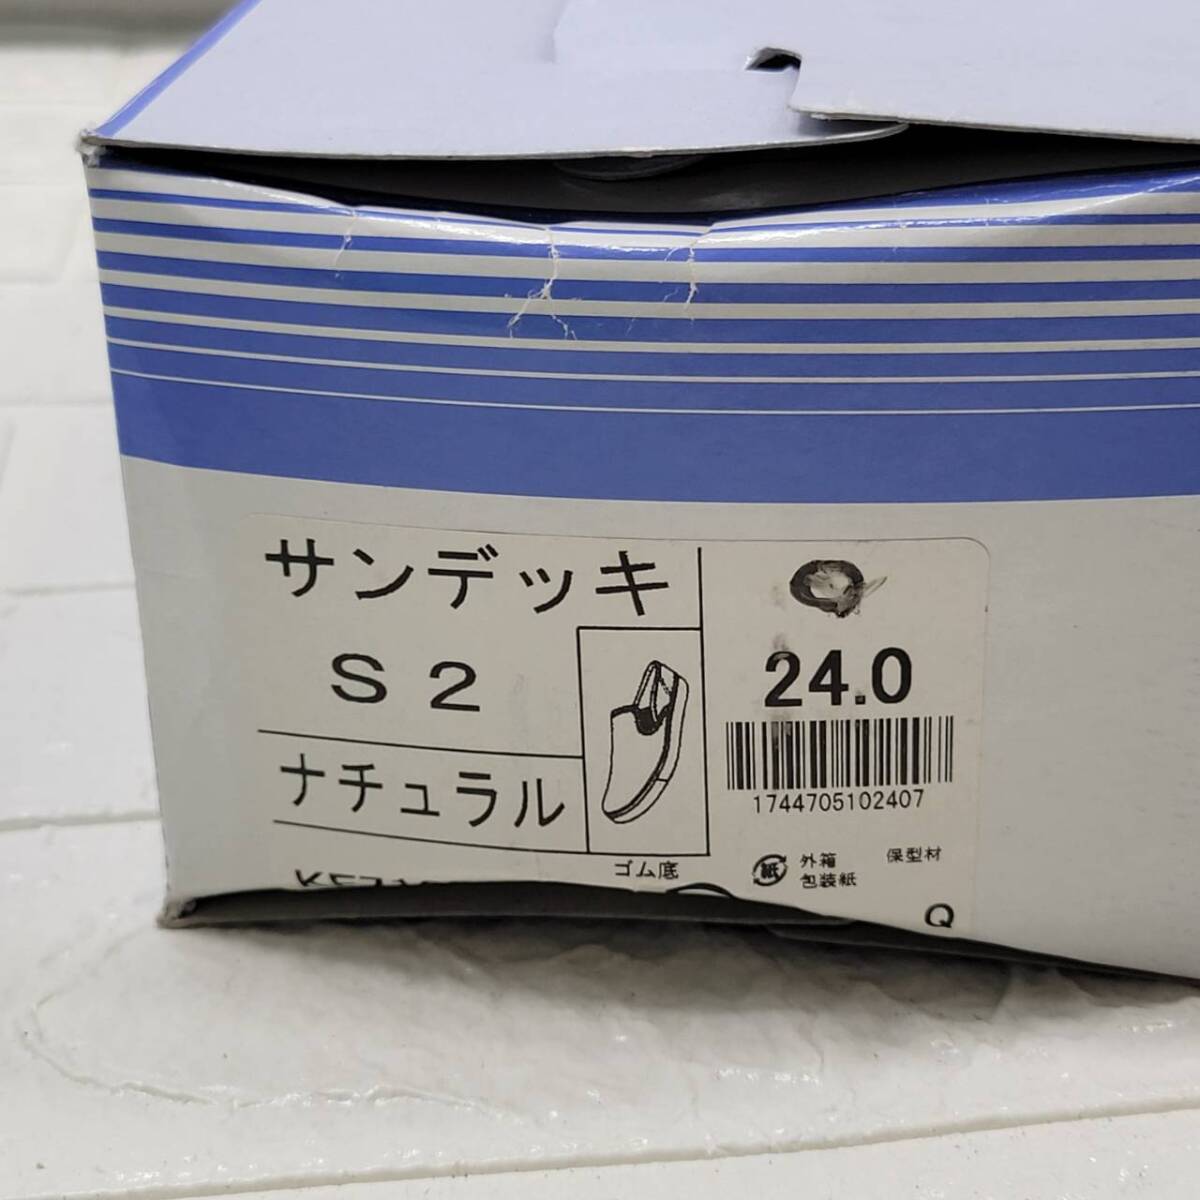 サンデッキ
S2
ナチュラル
ゴム底
24.0
1744705102407
紙
外箱 保型材
包装紙
Q